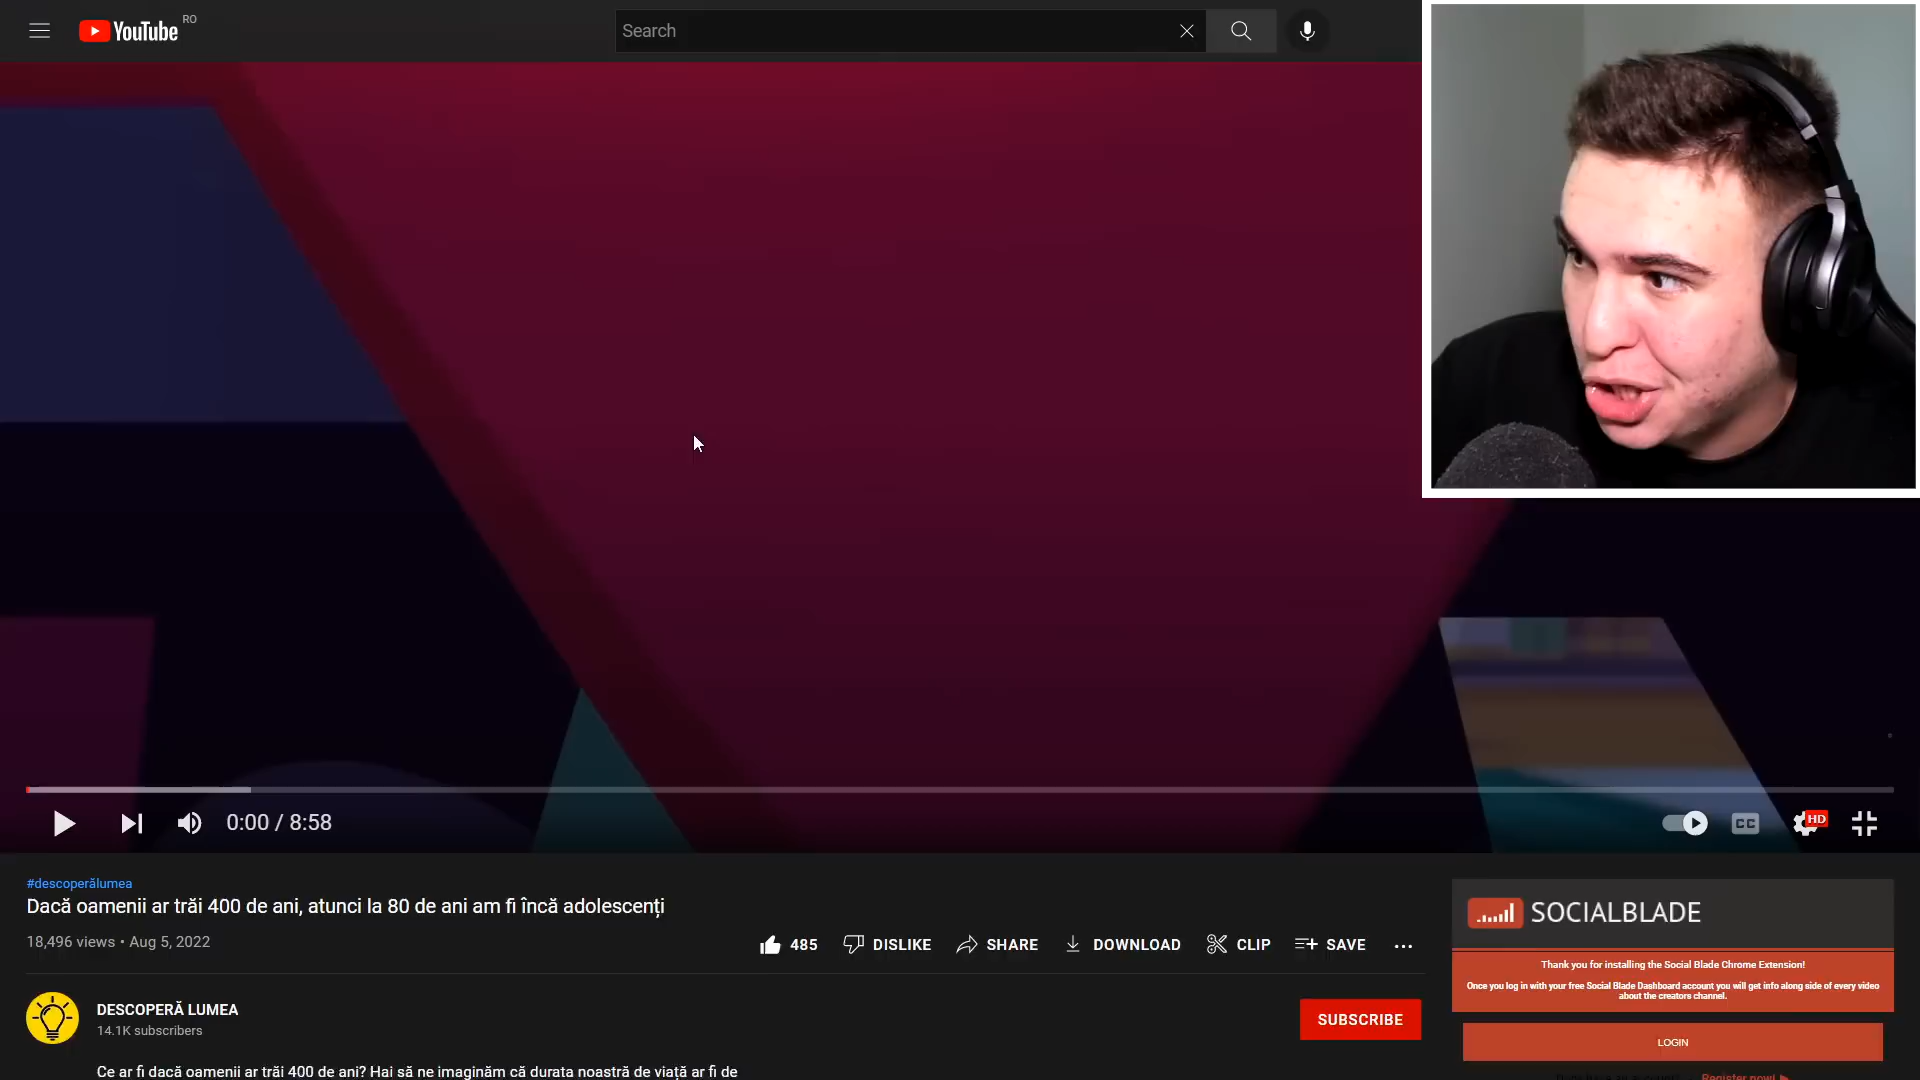 YouTube RO
Search
0:00 / 8:58
CC
HD
#descoperălumea
Dacă oamenii ar trăi 400 de ani, atunci la 80 de ani am fi încă adolescenți
18,496 views • Aug 5, 2022
485 DISLIKE SHARE DOWNLOAD CLIP SAVE ...
DESCOPERĂ LUMEA
14.1K subscribers
SUBSCRIBE
Ce ar fi dacă oamenii ar trăi 400 de ani? Hai să ne imaginăm că durata noastră de viață ar fi de
SOCIALBLADE
Thank you for installing the Social Blade Chrome Extension!
Once you log in with your free Social Blade Dashboard account you will get info along side of every video
about the creators channel.
LOGIN
Register now!